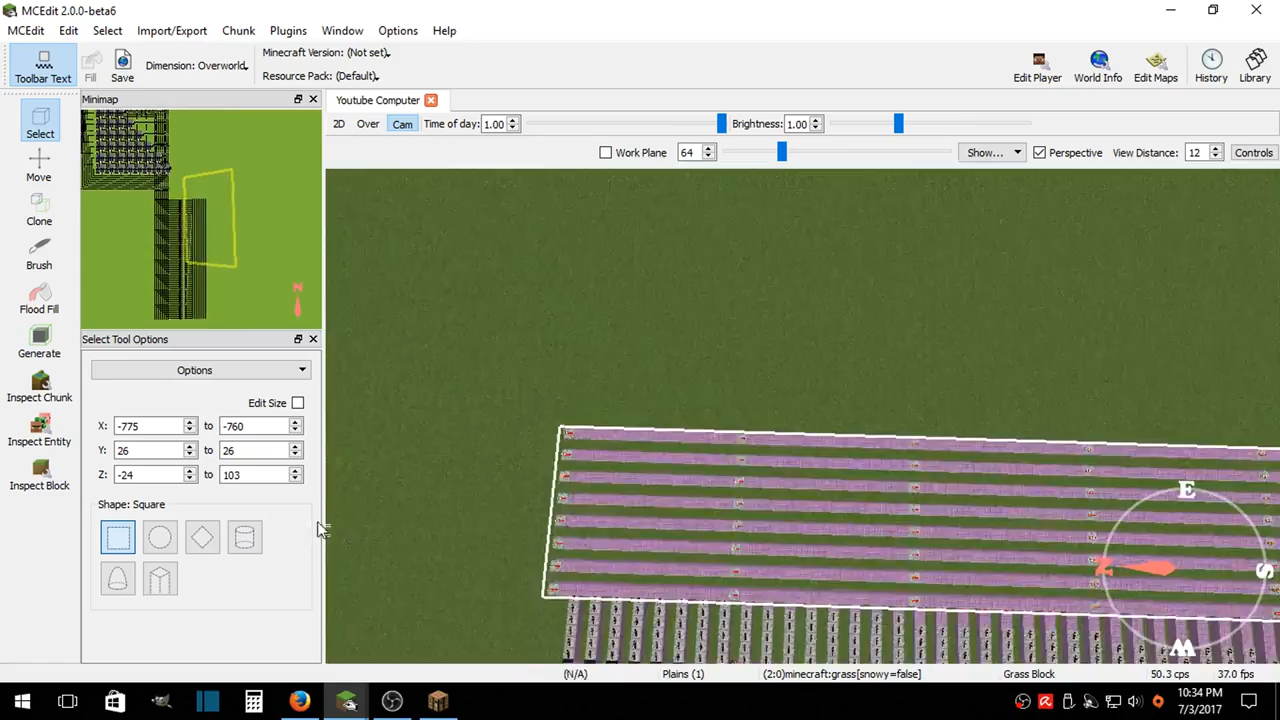 MCEdit 2.0.0-beta6
MCEdit Edit Select Import/Export Chunk Plugins Window Options Help
Toolbar Text Fill Save Dimension: Overworld Minecraft Version: (Not set)
Resource Pack: (Default) Edit Player World Info Edit Maps History Library
Minimap
Youtube Computer
2D Over Cam Time of day: 1.00 Brightness: 1.00
Work Plane 64 Show... Perspective View Distance: 12 Controls
Select
Move
Clone
Brush
Flood Fill
Generate
Inspect Chunk
Inspect Entity
Inspect Block
N
Select Tool Options
Options
Edit Size
X: -775 to -760
Y: 26 to 26
Z: -24 to 103
Shape: Square
E
S
(N/A) Plains (1) (2:0)minecraft:grass[snowy=false] Grass Block 50.3 cps 37.0 fps
10:34 PM
7/3/2017